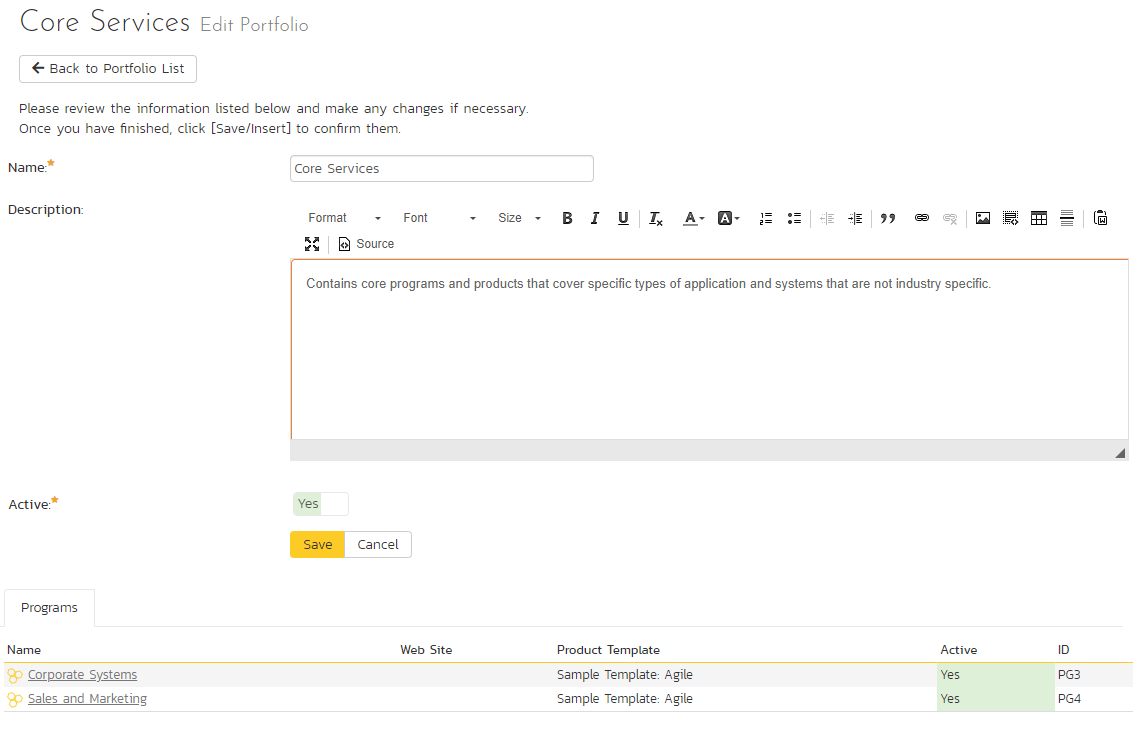 Core Services Edit Portfolio
Back to Portfolio List
Please review the information listed below and make any changes if necessary.
Once you have finished, click [Save/Insert] to confirm them.
Name:
Core Services
Description:
Format Font Size B I U Tx A A
Source
Contains core programs and products that cover specific types of application and systems that are not industry specific.
Active:
Yes
Save Cancel
Programs
Name Web Site Product Template Active ID
Corporate Systems Sample Template: Agile Yes PG3
Sales and Marketing Sample Template: Agile Yes PG4